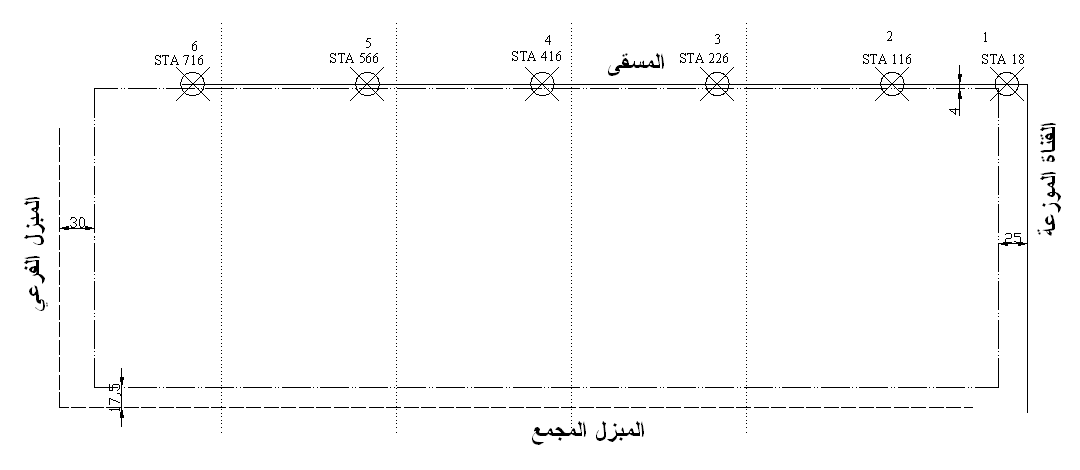 6
STA 716
5
STA 566
4
STA 416
3
STA 226
2
STA 116
1
STA 18
المسقى
4
القناة الموزعة
25
30
المبزل الفرعي
17,5
المبزل المجمع